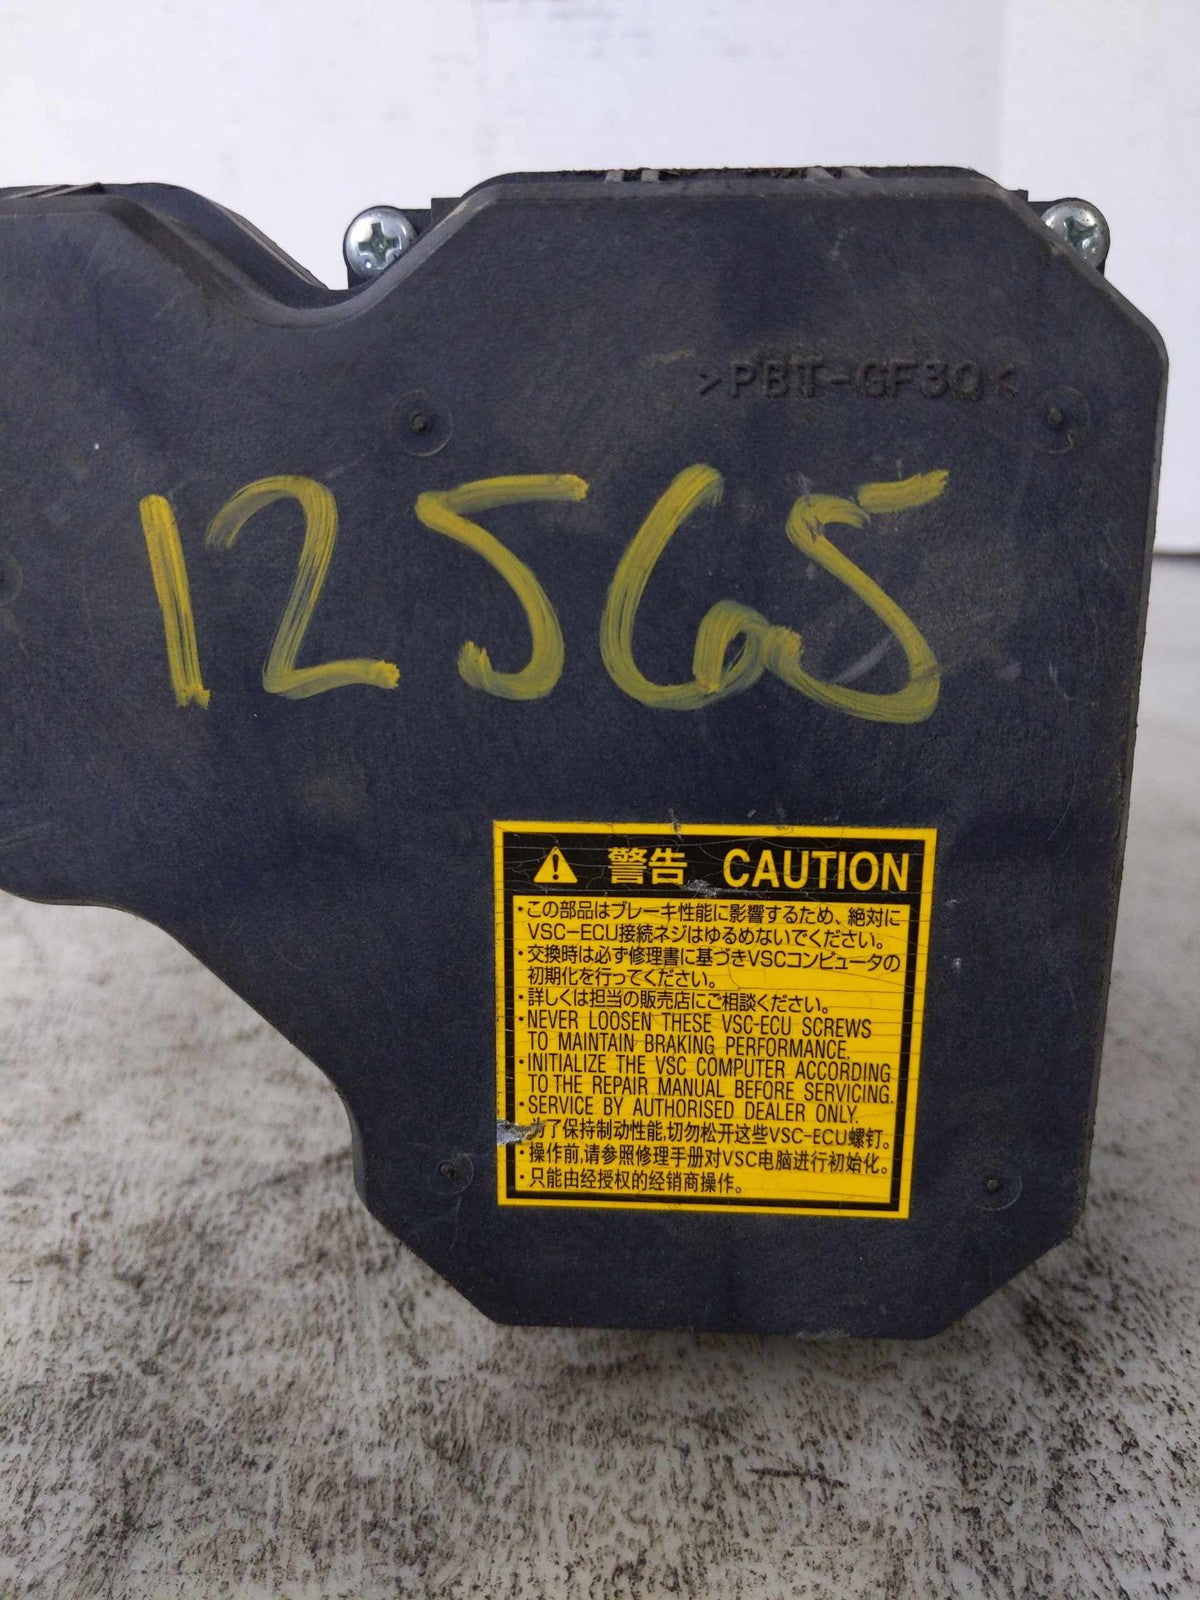 >PBT-GF30<
12565
警告 CAUTION
・この部品はブレーキ性能に影響するため、絶対に
VSC-ECU接続ネジはゆるめないでください。
・交換時は必ず修理書に基づきVSCコンピュータの
初期化を行ってください。
・詳しくは担当の販売店にご相談ください。
・NEVER LOOSEN THESE VSC-ECU SCREWS
TO MAINTAIN BRAKING PERFORMANCE.
・INITIALIZE THE VSC COMPUTER ACCORDING
TO THE REPAIR MANUAL BEFORE SERVICING.
・SERVICE BY AUTHORISED DEALER ONLY.
为了保持制动性能,切勿松开这些VSC-ECU螺钉。
・操作前,请参照修理手册对VSC电脑进行初始化。
・只能由经授权的经销商操作。